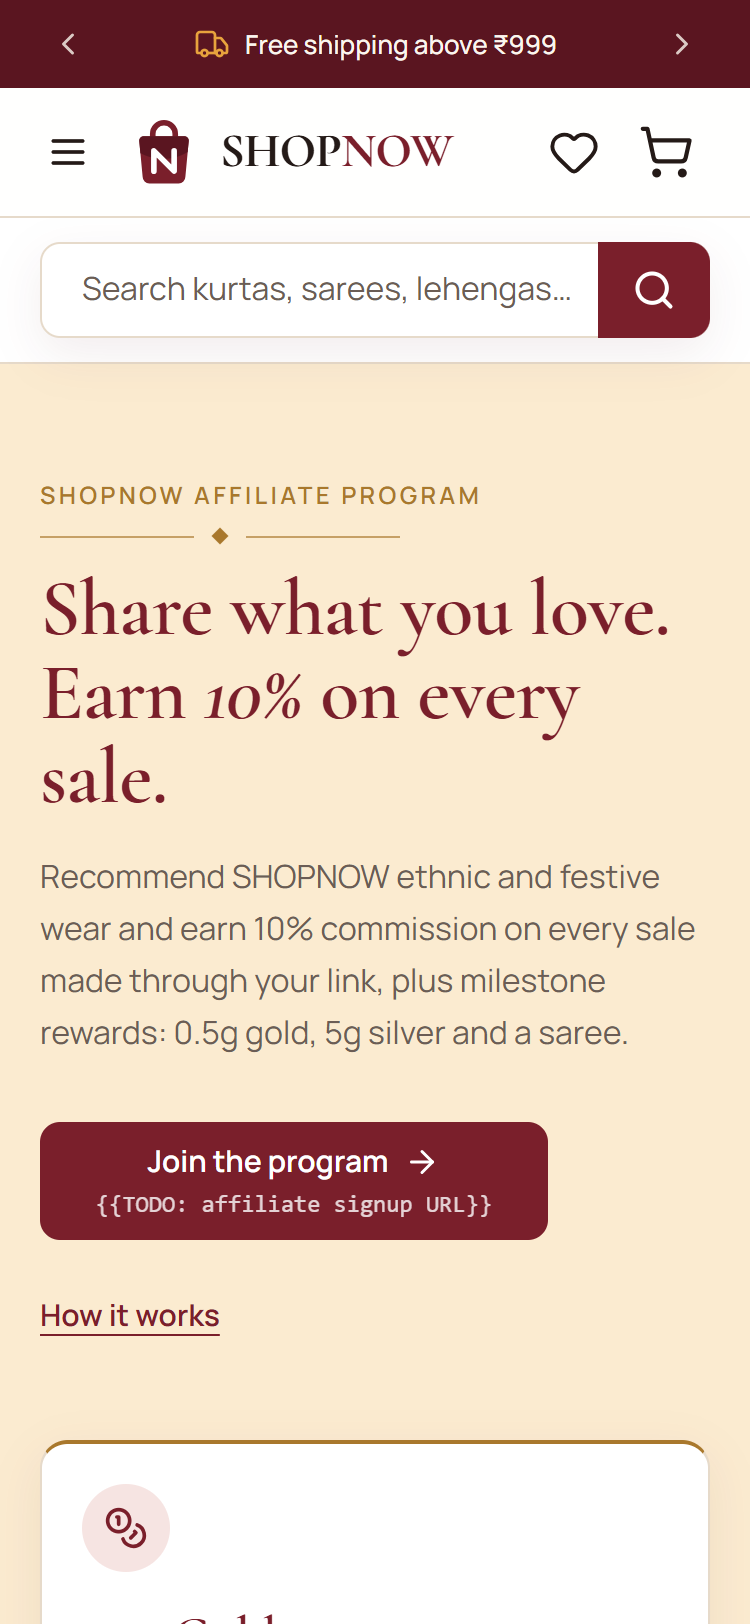 Free shipping above ₹999
N
SHOPNOW
Search kurtas, sarees, lehengas...
SHOPNOW AFFILIATE PROGRAM
Share what you love.
Earn 10% on every
sale.
Recommend SHOPNOW ethnic and festive
wear and earn 10% commission on every sale
made through your link, plus milestone
rewards: 0.5g gold, 5g silver and a saree.
Join the program
{{TODO: affiliate signup URL}}
How it works